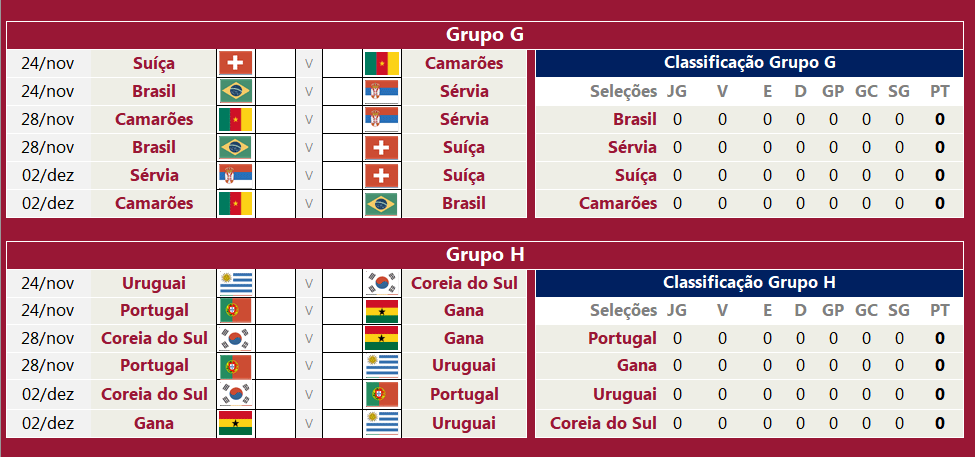 Grupo G
24/nov Suíça V Camarões Classificação Grupo G
24/nov Brasil V Sérvia Seleções JG V E D GP GC SG PT
28/nov Camarões V Sérvia Brasil 0 0 0 0 0 0 0 0
28/nov Brasil V Suíça Sérvia 0 0 0 0 0 0 0 0
02/dez Sérvia V Suíça Suíça 0 0 0 0 0 0 0 0
02/dez Camarões V Brasil Camarões 0 0 0 0 0 0 0 0
Grupo H
24/nov Uruguai V Coreia do Sul Classificação Grupo H
24/nov Portugal V Gana Seleções JG V E D GP GC SG PT
28/nov Coreia do Sul V Gana Portugal 0 0 0 0 0 0 0 0
28/nov Portugal V Uruguai Gana 0 0 0 0 0 0 0 0
02/dez Coreia do Sul V Portugal Uruguai 0 0 0 0 0 0 0 0
02/dez Gana V Uruguai Coreia do Sul 0 0 0 0 0 0 0 0